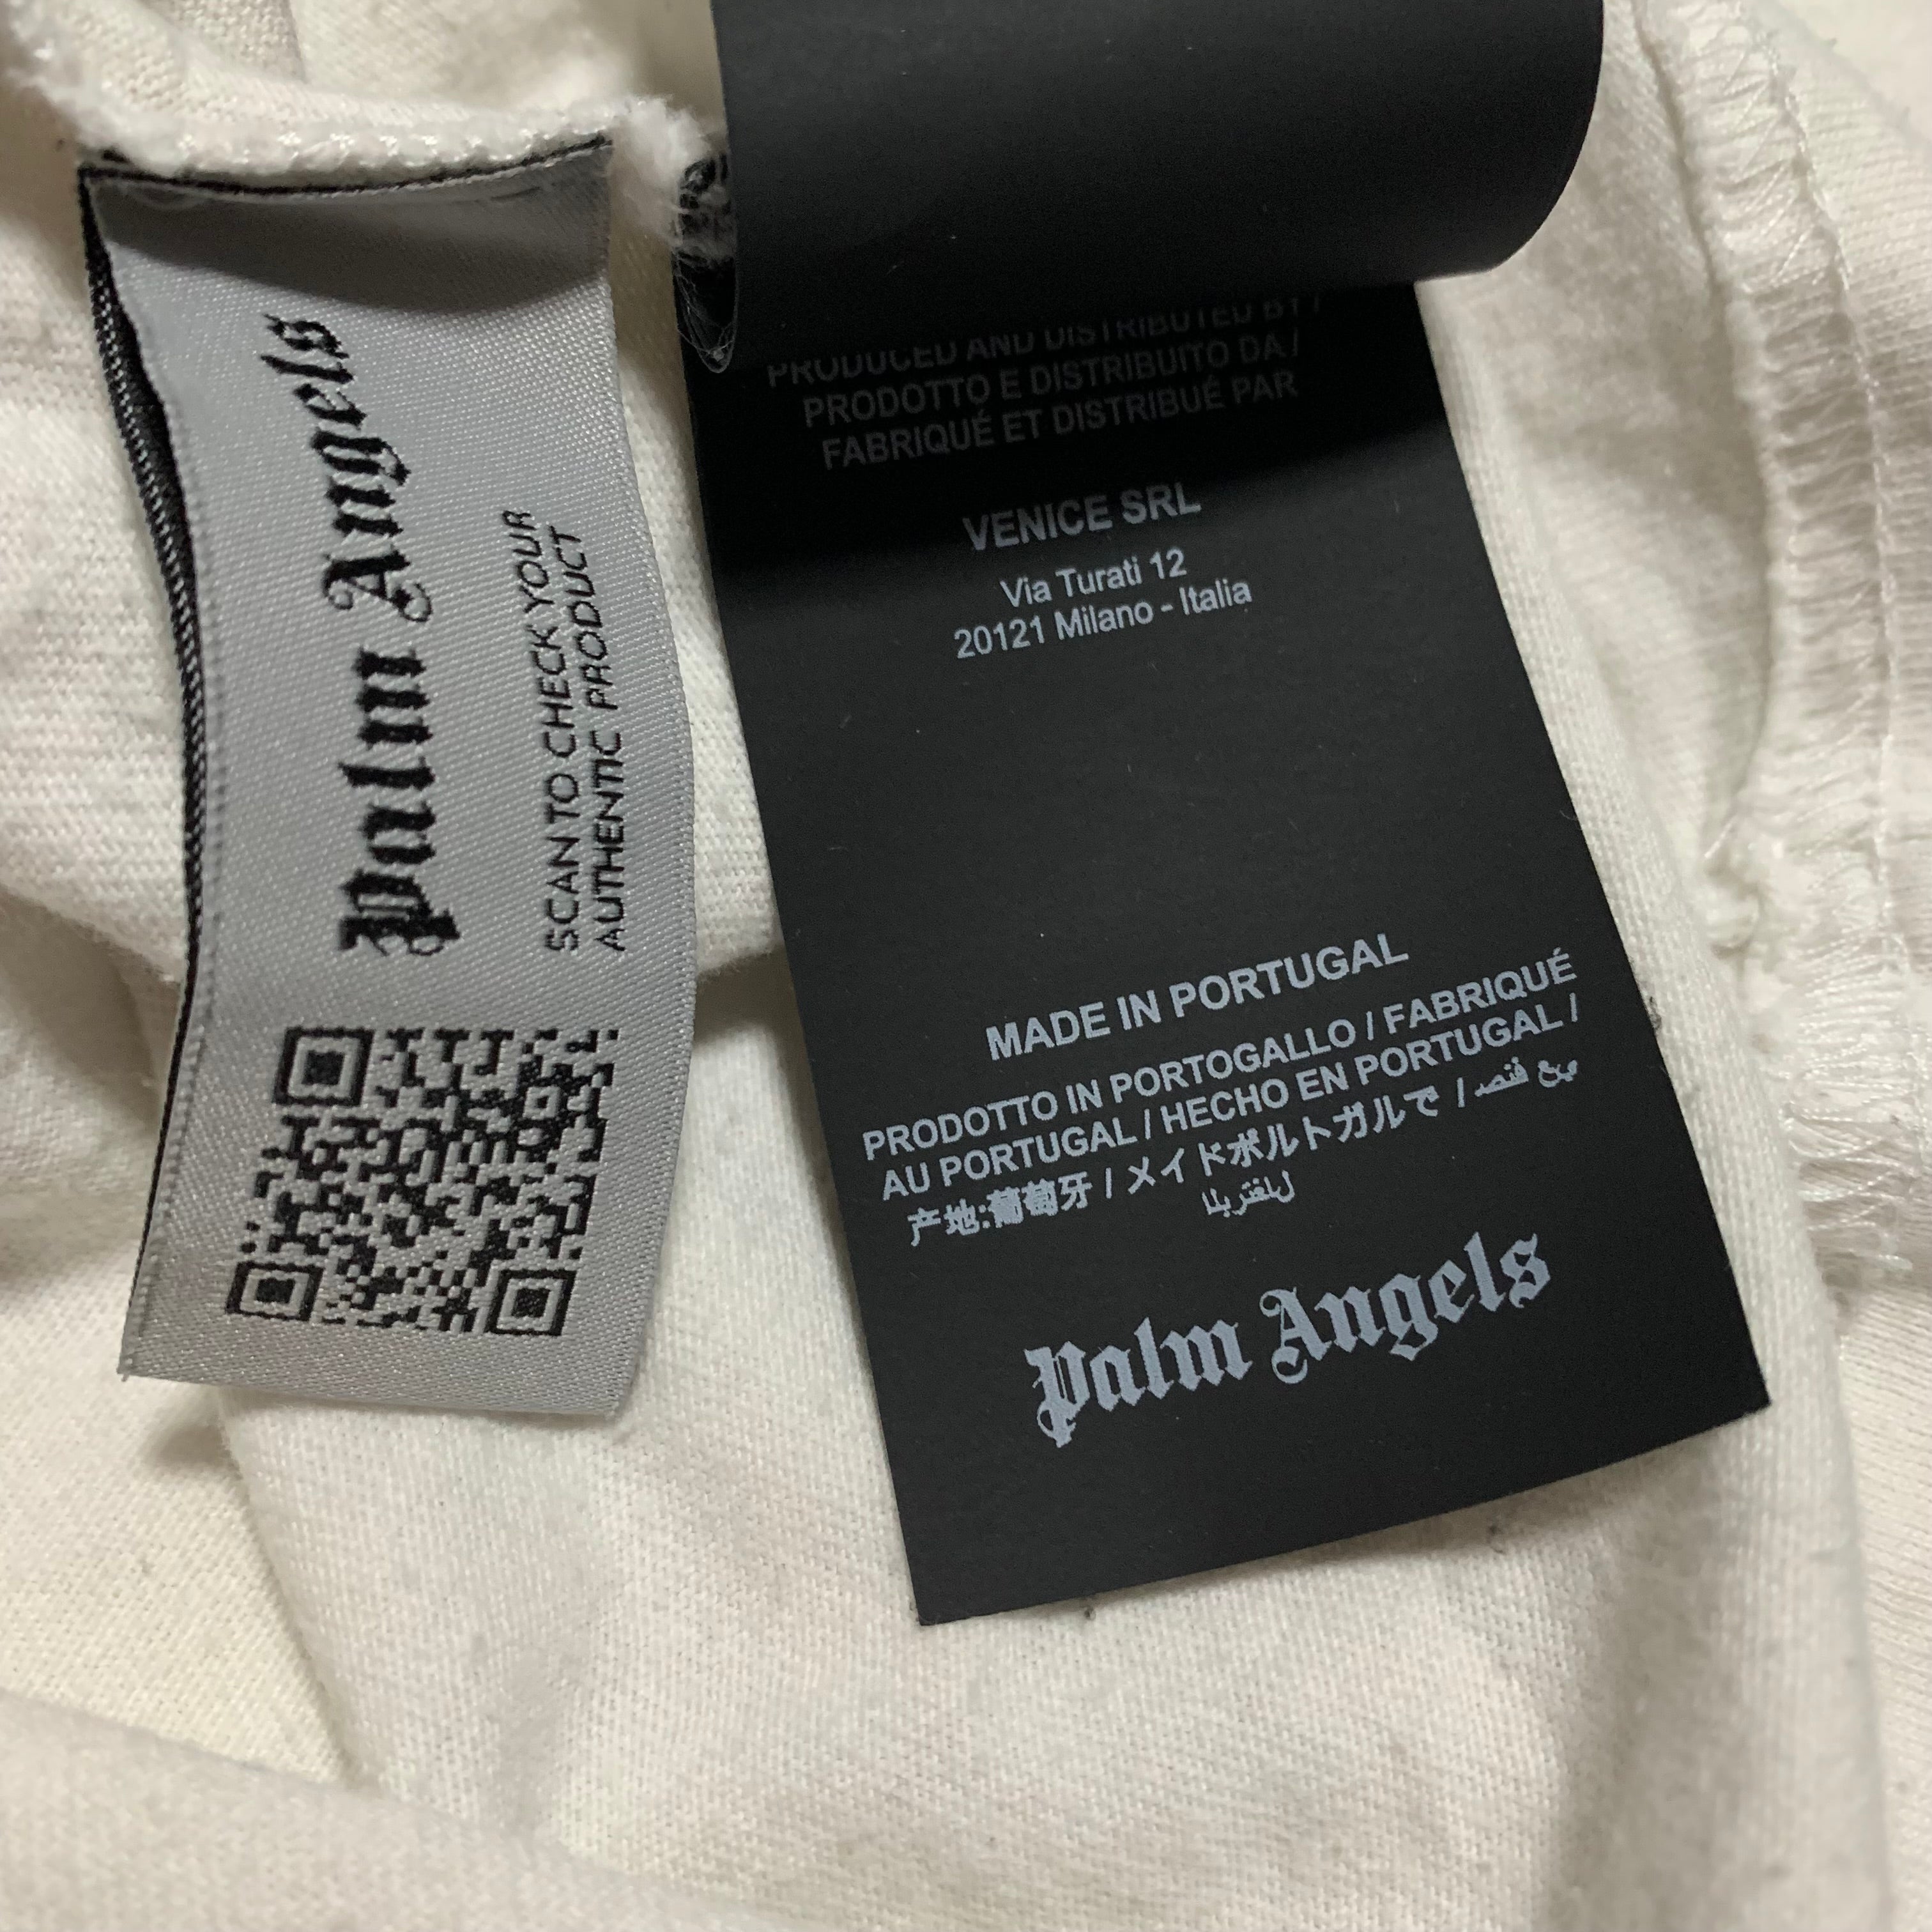 Palm Angels
SCAN TO CHECK YOUR
AUTHENTIC PRODUCT
PRODUCED AND DISTRIBUTED BY /
PRODOTTO E DISTRIBUITO DA /
FABRIQUÉ ET DISTRIBUÉ PAR
VENICE SRL
Via Turati 12
20121 Milano - Italia
MADE IN PORTUGAL
PRODOTTO IN PORTOGALLO / FABRIQUÉ
AU PORTUGAL / HECHO EN PORTUGAL /
产地:葡萄牙 / メイドポルトガルで /
Palm Angels